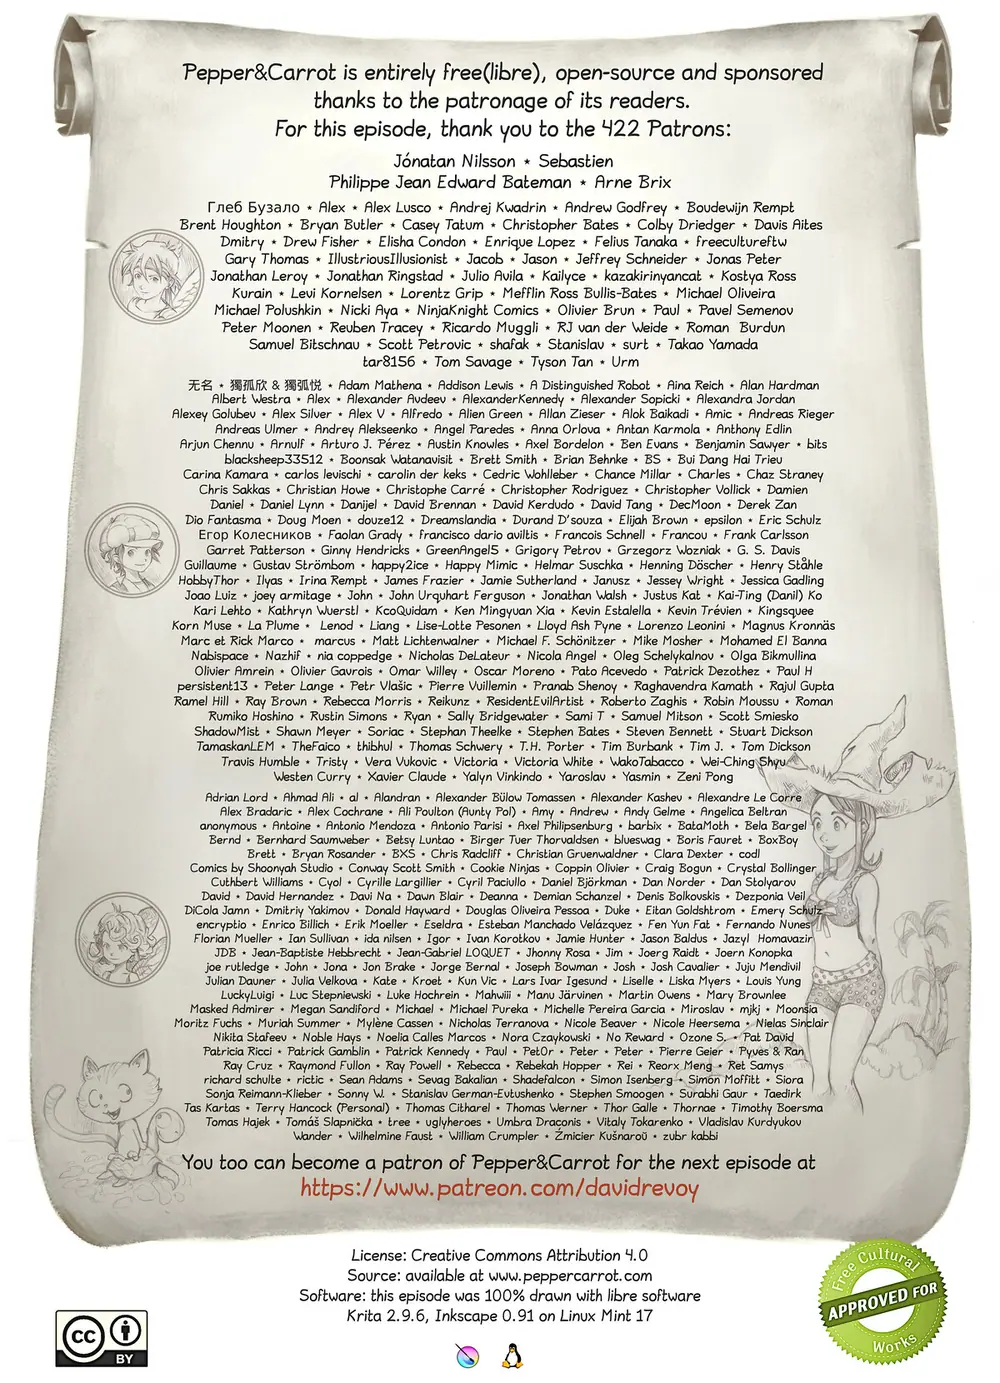 Pepper&Carrot is entirely free(libre), open-source and sponsored
thanks to the patronage of its readers.
For this episode, thank you to the 422 Patrons:
Jónatan Nilsson ⋆ Sebastien
Philippe Jean Edward Bateman ⋆ Arne Brix
Глеб Бузало ⋆ Alex ⋆ Alex Lusco ⋆ Andrej Kwadrin ⋆ Andrew Godfrey ⋆ Boudewijn Rempt
Brent Houghton ⋆ Bryan Butler ⋆ Casey Tatum ⋆ Christopher Bates ⋆ Colby Driedger ⋆ Davis Aites
Dmitry ⋆ Drew Fisher ⋆ Elisha Condon ⋆ Enrique Lopez ⋆ Felius Tanaka ⋆ freecultureftw
Gary Thomas ⋆ IllustriousIllusionist ⋆ Jacob ⋆ Jason ⋆ Jeffrey Schneider ⋆ Jonas Peter
Jonathan Leroy ⋆ Jonathan Ringstad ⋆ Julio Avila ⋆ Kailyce ⋆ kazakirinyancat ⋆ Kostya Ross
Kurain ⋆ Levi Kornelsen ⋆ Lorentz Grip ⋆ Mefflin Ross Bullis-Bates ⋆ Michael Oliveira
Michael Polushkin ⋆ Nicki Aya ⋆ NinjaKnight Comics ⋆ Olivier Brun ⋆ Paul ⋆ Pavel Semenov
Peter Moonen ⋆ Reuben Tracey ⋆ Ricardo Muggli ⋆ RJ van der Weide ⋆ Roman Burdun
Samuel Bitschnau ⋆ Scott Petrovic ⋆ shafak ⋆ Stanislav ⋆ surt ⋆ Takao Yamada
tar8156 ⋆ Tom Savage ⋆ Tyson Tan ⋆ Urm
无名 ⋆ 獨孤欣 & 獨弧悦 ⋆ Adam Mathena ⋆ Addison Lewis ⋆ A Distinguished Robot ⋆ Aina Reich ⋆ Alan Hardman
Albert Westra ⋆ Alex ⋆ Alexander Avdeev ⋆ AlexanderKennedy ⋆ Alexander Sopicki ⋆ Alexandra Jordan
Alexey Golubev ⋆ Alex Silver ⋆ Alex V ⋆ Alfredo ⋆ Alien Green ⋆ Allan Zieser ⋆ Alok Baikadi ⋆ Amic ⋆ Andreas Rieger
Andreas Ulmer ⋆ Andrey Alekseenko ⋆ Angel Paredes ⋆ Anna Orlova ⋆ Antan Karmola ⋆ Anthony Edlin
Arjun Chennu ⋆ Arnulf ⋆ Arturo J. Pérez ⋆ Austin Knowles ⋆ Axel Bordelon ⋆ Ben Evans ⋆ Benjamin Sawyer ⋆ bits
blacksheep33512 ⋆ Boonsak Watanavisit ⋆ Brett Smith ⋆ Brian Behnke ⋆ BS ⋆ Bui Dang Hai Trieu
Carina Kamara ⋆ carlos levischi ⋆ carolin der keks ⋆ Cedric Wohlleber ⋆ Chance Millar ⋆ Charles ⋆ Chaz Straney
Chris Sakkas ⋆ Christian Howe ⋆ Christophe Carré ⋆ Christopher Rodriguez ⋆ Christopher Vollick ⋆ Damien
Daniel ⋆ Daniel Lynn ⋆ Danijel ⋆ David Brennan ⋆ David Kerdudo ⋆ David Tang ⋆ DecMoon ⋆ Derek Zan
Dio Fantasma ⋆ Doug Moen ⋆ douze12 ⋆ Dreamslandia ⋆ Durand D'souza ⋆ Elijah Brown ⋆ epsilon ⋆ Eric Schulz
Егор Колесников ⋆ Faolan Grady ⋆ francisco dario aviltis ⋆ Francois Schnell ⋆ Francou ⋆ Frank Carlsson
Garret Patterson ⋆ Ginny Hendricks ⋆ GreenAngel5 ⋆ Grigory Petrov ⋆ Grzegorz Wozniak ⋆ G. S. Davis
Guillaume ⋆ Gustav Strömbom ⋆ happy2ice ⋆ Happy Mimic ⋆ Helmar Suschka ⋆ Henning Döscher ⋆ Henry Ståhle
HobbyThor ⋆ Ilyas ⋆ Irina Rempt ⋆ James Frazier ⋆ Jamie Sutherland ⋆ Janusz ⋆ Jessey Wright ⋆ Jessica Gadling
Joao Luiz ⋆ joey armitage ⋆ John ⋆ John Urquhart Ferguson ⋆ Jonathan Walsh ⋆ Justus Kat ⋆ Kai-Ting (Danil) Ko
Kari Lehto ⋆ Kathryn Wuerstl ⋆ KcoQuidam ⋆ Ken Mingyuan Xia ⋆ Kevin Estalella ⋆ Kevin Trévien ⋆ Kingsquee
Korn Muse ⋆ La Plume ⋆ Lenod ⋆ Liang ⋆ Lise-Lotte Pesonen ⋆ Lloyd Ash Pyne ⋆ Lorenzo Leonini ⋆ Magnus Kronnäs
Marc et Rick Marco ⋆ marcus ⋆ Matt Lichtenwalner ⋆ Michael F. Schönitzer ⋆ Mike Mosher ⋆ Mohamed El Banna
Nabispace ⋆ Nazhif ⋆ nia coppedge ⋆ Nicholas DeLateur ⋆ Nicola Angel ⋆ Oleg Schelykalnov ⋆ Olga Bikmullina
Olivier Amrein ⋆ Olivier Gavrois ⋆ Omar Willey ⋆ Oscar Moreno ⋆ Pato Acevedo ⋆ Patrick Dezothez ⋆ Paul H
persistent13 ⋆ Peter Lange ⋆ Petr Vlašic ⋆ Pierre Vuillemin ⋆ Pranab Shenoy ⋆ Raghavendra Kamath ⋆ Rajul Gupta
Ramel Hill ⋆ Ray Brown ⋆ Rebecca Morris ⋆ Reikunz ⋆ ResidentEvilArtist ⋆ Roberto Zaghis ⋆ Robin Moussu ⋆ Roman
Rumiko Hoshino ⋆ Rustin Simons ⋆ Ryan ⋆ Sally Bridgewater ⋆ Sami T ⋆ Samuel Mitson ⋆ Scott Smiesko
ShadowMist ⋆ Shawn Meyer ⋆ Soriac ⋆ Stephan Theelke ⋆ Stephen Bates ⋆ Steven Bennett ⋆ Stuart Dickson
TamaskanLEM ⋆ TheFaico ⋆ thibhul ⋆ Thomas Schwery ⋆ T.H. Porter ⋆ Tim Burbank ⋆ Tim J. ⋆ Tom Dickson
Travis Humble ⋆ Tristy ⋆ Vera Vukovic ⋆ Victoria ⋆ Victoria White ⋆ WakoTabacco ⋆ Wei-Ching Shyu
Westen Curry ⋆ Xavier Claude ⋆ Yalyn Vinkindo ⋆ Yaroslav ⋆ Yasmin ⋆ Zeni Pong
Adrian Lord ⋆ Ahmad Ali ⋆ al ⋆ Alandran ⋆ Alexander Bülow Tomassen ⋆ Alexander Kashev ⋆ Alexandre Le Corre
Alex Bradaric ⋆ Alex Cochrane ⋆ Ali Poulton (Aunty Pol) ⋆ Amy ⋆ Andrew ⋆ Andy Gelme ⋆ Angelica Beltran
anonymous ⋆ Antoine ⋆ Antonio Mendoza ⋆ Antonio Parisi ⋆ Axel Philipsenburg ⋆ barbix ⋆ BataMoth ⋆ Bela Bargel
Bernd ⋆ Bernhard Saumweber ⋆ Betsy Luntao ⋆ Birger Tuer Thorvaldsen ⋆ blueswag ⋆ Boris Fauret ⋆ BoxBoy
Brett ⋆ Bryan Rosander ⋆ BXS ⋆ Chris Radcliff ⋆ Christian Gruenwaldner ⋆ Clara Dexter ⋆ codl
Comics by Shoonyah Studio ⋆ Conway Scott Smith ⋆ Cookie Ninjas ⋆ Coppin Olivier ⋆ Craig Bogun ⋆ Crystal Bollinger
Cuthbert Williams ⋆ Cyol ⋆ Cyrille Largillier ⋆ Cyril Paciullo ⋆ Daniel Björkman ⋆ Dan Norder ⋆ Dan Stolyarov
David ⋆ David Hernandez ⋆ Davi Na ⋆ Dawn Blair ⋆ Deanna ⋆ Demian Schanzel ⋆ Denis Bolkovskis ⋆ Dezponia Veil
DiCola Jamn ⋆ Dmitriy Yakimov ⋆ Donald Hayward ⋆ Douglas Oliveira Pessoa ⋆ Duke ⋆ Eitan Goldshtrom ⋆ Emery Schulz
encryptio ⋆ Enrico Billich ⋆ Erik Moeller ⋆ Eseldra ⋆ Esteban Manchado Velázquez ⋆ Fen Yun Fat ⋆ Fernando Nunes
Florian Mueller ⋆ Ian Sullivan ⋆ ida nilsen ⋆ Igor ⋆ Ivan Korotkov ⋆ Jamie Hunter ⋆ Jason Baldus ⋆ Jazyl Homavazir
JDB ⋆ Jean-Baptiste Hebbrecht ⋆ Jean-Gabriel LOQUET ⋆ Jhonny Rosa ⋆ Jim ⋆ Joerg Raidt ⋆ Joern Konopka
joe rutledge ⋆ John ⋆ Jona ⋆ Jon Brake ⋆ Jorge Bernal ⋆ Joseph Bowman ⋆ Josh ⋆ Josh Cavalier ⋆ Juju Mendivil
Julian Dauner ⋆ Julia Velkova ⋆ Kate ⋆ Kroet ⋆ Kun Vic ⋆ Lars Ivar Igesund ⋆ Liselle ⋆ Liska Myers ⋆ Louis Yung
LuckyLuigi ⋆ Luc Stepniewski ⋆ Luke Hochrein ⋆ Mahwiii ⋆ Manu Järvinen ⋆ Martin Owens ⋆ Mary Brownlee
Masked Admirer ⋆ Megan Sandiford ⋆ Michael ⋆ Michael Pureka ⋆ Michelle Pereira Garcia ⋆ Miroslav ⋆ mjkj ⋆ Moonsia
Moritz Fuchs ⋆ Muriah Summer ⋆ Mylène Cassen ⋆ Nicholas Terranova ⋆ Nicole Beaver ⋆ Nicole Heersema ⋆ Nielas Sinclair
Nikita Stafeev ⋆ Noble Hays ⋆ Noelia Calles Marcos ⋆ Nora Czaykowski ⋆ No Reward ⋆ Ozone S. ⋆ Pat David
Patricia Ricci ⋆ Patrick Gamblin ⋆ Patrick Kennedy ⋆ Paul ⋆ Pet0r ⋆ Peter ⋆ Peter ⋆ Pierre Geier ⋆ Pyves & Ran
Ray Cruz ⋆ Raymond Fullon ⋆ Ray Powell ⋆ Rebecca ⋆ Rebekah Hopper ⋆ Rei ⋆ Reorx Meng ⋆ Ret Samys
richard schulte ⋆ rictic ⋆ Sean Adams ⋆ Sevag Bakalian ⋆ Shadefalcon ⋆ Simon Isenberg ⋆ Simon Moffitt ⋆ Siora
Sonja Reimann-Klieber ⋆ Sonny W. ⋆ Stanislav German-Evtushenko ⋆ Stephen Smoogen ⋆ Surabhi Gaur ⋆ Taedirk
Tas Kartas ⋆ Terry Hancock (Personal) ⋆ Thomas Citharel ⋆ Thomas Werner ⋆ Thor Galle ⋆ Thornae ⋆ Timothy Boersma
Tomas Hajek ⋆ Tomáš Slapnička ⋆ tree ⋆ uglyheroes ⋆ Umbra Draconis ⋆ Vitaly Tokarenko ⋆ Vladislav Kurdyukov
Wander ⋆ Wilhelmine Faust ⋆ William Crumpler ⋆ Źmicier Kušnaroŭ ⋆ zubr kabbi
You too can become a patron of Pepper&Carrot for the next episode at
https://www.patreon.com/davidrevoy
License: Creative Commons Attribution 4.0
Source: available at www.peppercarrot.com
Software: this episode was 100% drawn with libre software
Krita 2.9.6, Inkscape 0.91 on Linux Mint 17
cc BY
Free Cultural
APPROVED FOR
Works